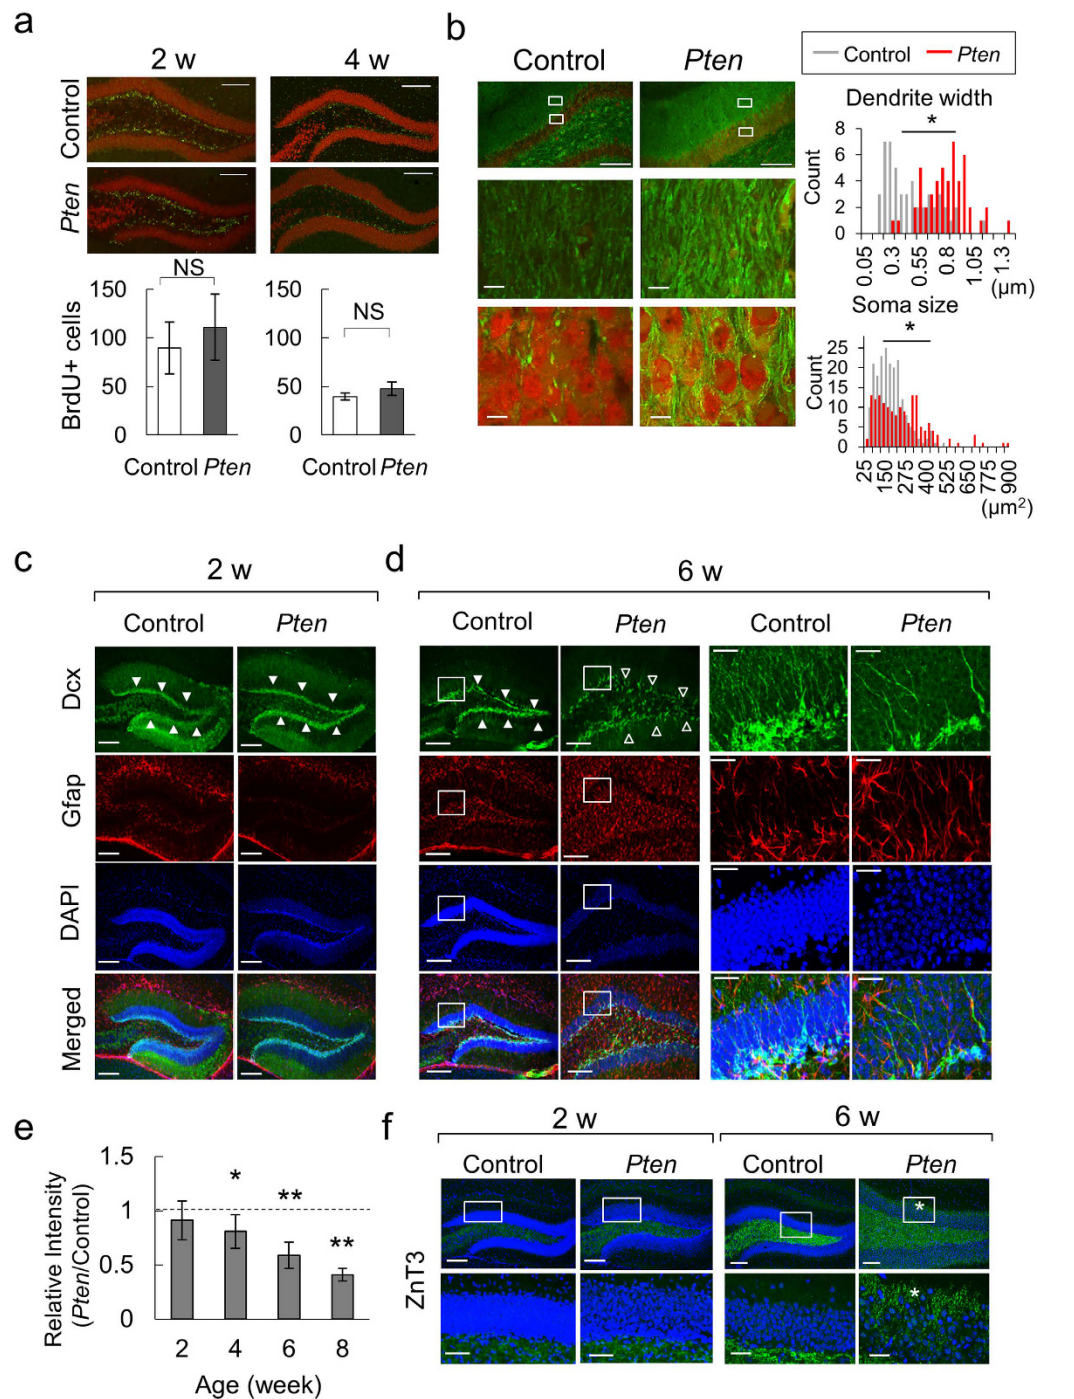 a
2 w
4 w
Control
Pten
NS
NS
BrdU+ cells
150
100
50
0
150
100
50
0
Control Pten
Control Pten
b
Control
Pten
Control
Pten
Dendrite width
*
Count
8
6
4
2
0
0.05
0.3
0.55
0.8
1.05
1.3
(μm)
Soma size
*
Count
25
20
15
10
5
0
25
150
275
400
525
650
775
900
(μm²)
c
2 w
Control
Pten
Dcx
Gfap
DAPI
Merged
d
6 w
Control
Pten
Control
Pten
e
Relative Intensity
(Pten/Control)
1.5
1
0.5
0
*
**
**
2
4
6
8
Age (week)
f
2 w
6 w
Control
Pten
Control
Pten
ZnT3
*
*